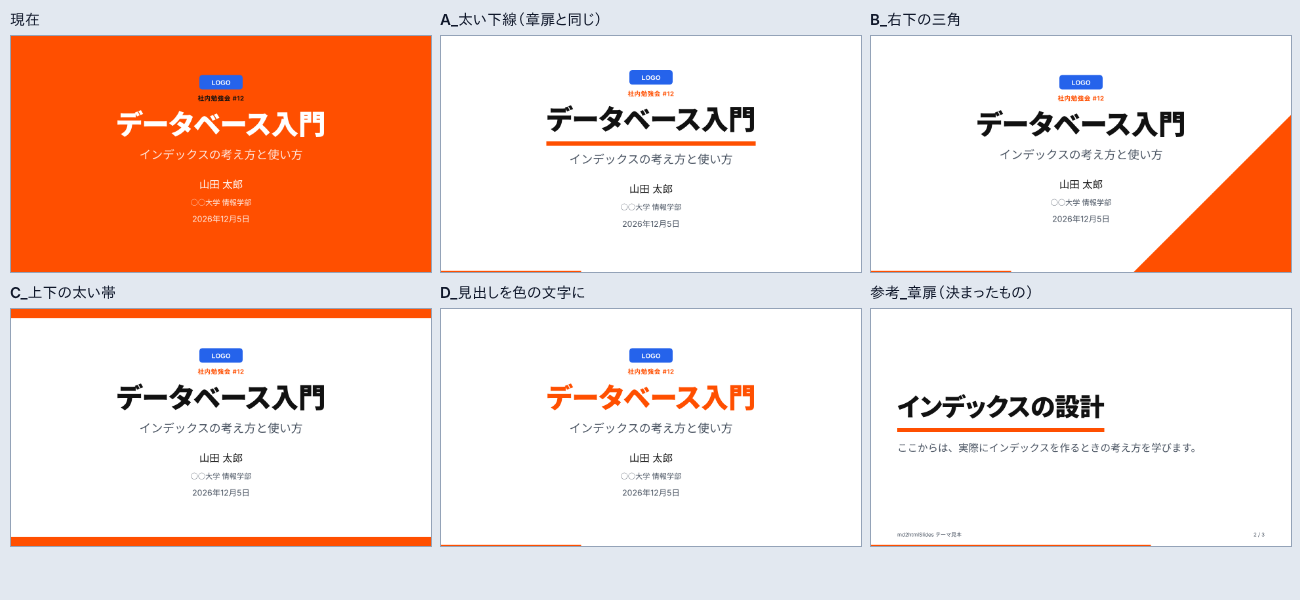 現在
LOGO
社内勉強会 #12
データベース入門
インデックスの考え方と使い方
山田 太郎
〇〇大学 情報学部
2026年12月5日
A_太い下線（章扉と同じ）
LOGO
社内勉強会 #12
データベース入門
インデックスの考え方と使い方
山田 太郎
〇〇大学 情報学部
2026年12月5日
B_右下の三角
LOGO
社内勉強会 #12
データベース入門
インデックスの考え方と使い方
山田 太郎
〇〇大学 情報学部
2026年12月5日
C_上下の太い帯
LOGO
社内勉強会 #12
データベース入門
インデックスの考え方と使い方
山田 太郎
〇〇大学 情報学部
2026年12月5日
D_見出しを色の文字に
LOGO
社内勉強会 #12
データベース入門
インデックスの考え方と使い方
山田 太郎
〇〇大学 情報学部
2026年12月5日
参考_章扉（決まったもの）
インデックスの設計
ここからは、実際にインデックスを作るときの考え方を学びます。
md2htmlSlides テーマ見本
2 / 3